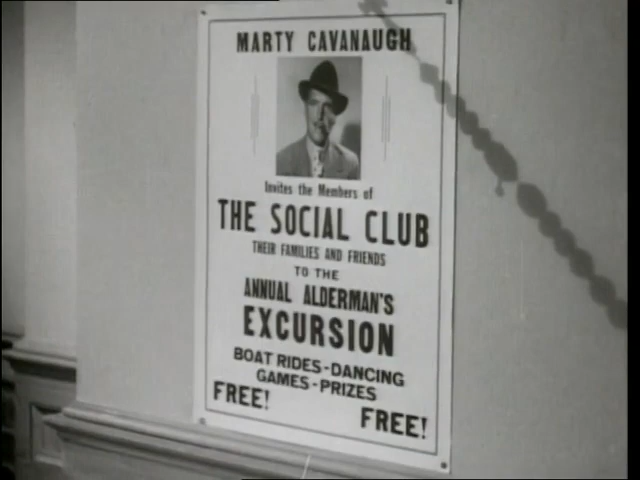 MARTY CAVANAUGH
Invites the Members of
THE SOCIAL CLUB
THEIR FAMILIES AND FRIENDS
TO THE
ANNUAL ALDERMAN'S
EXCURSION
BOAT RIDES-DANCING
GAMES-PRIZES
FREE! FREE!